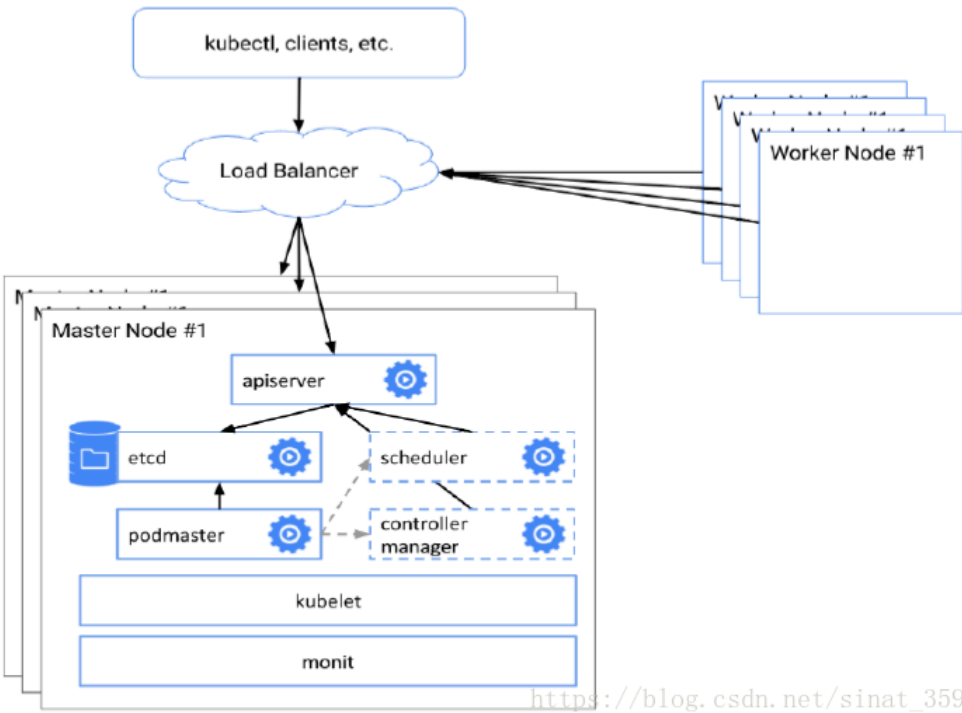 kubectl, clients, etc.
Load Balancer
Worker Node #1
Master Node #1
apiserver
etcd
scheduler
podmaster
controller
manager
kubelet
monit
https://blog.csdn.net/sinat_359